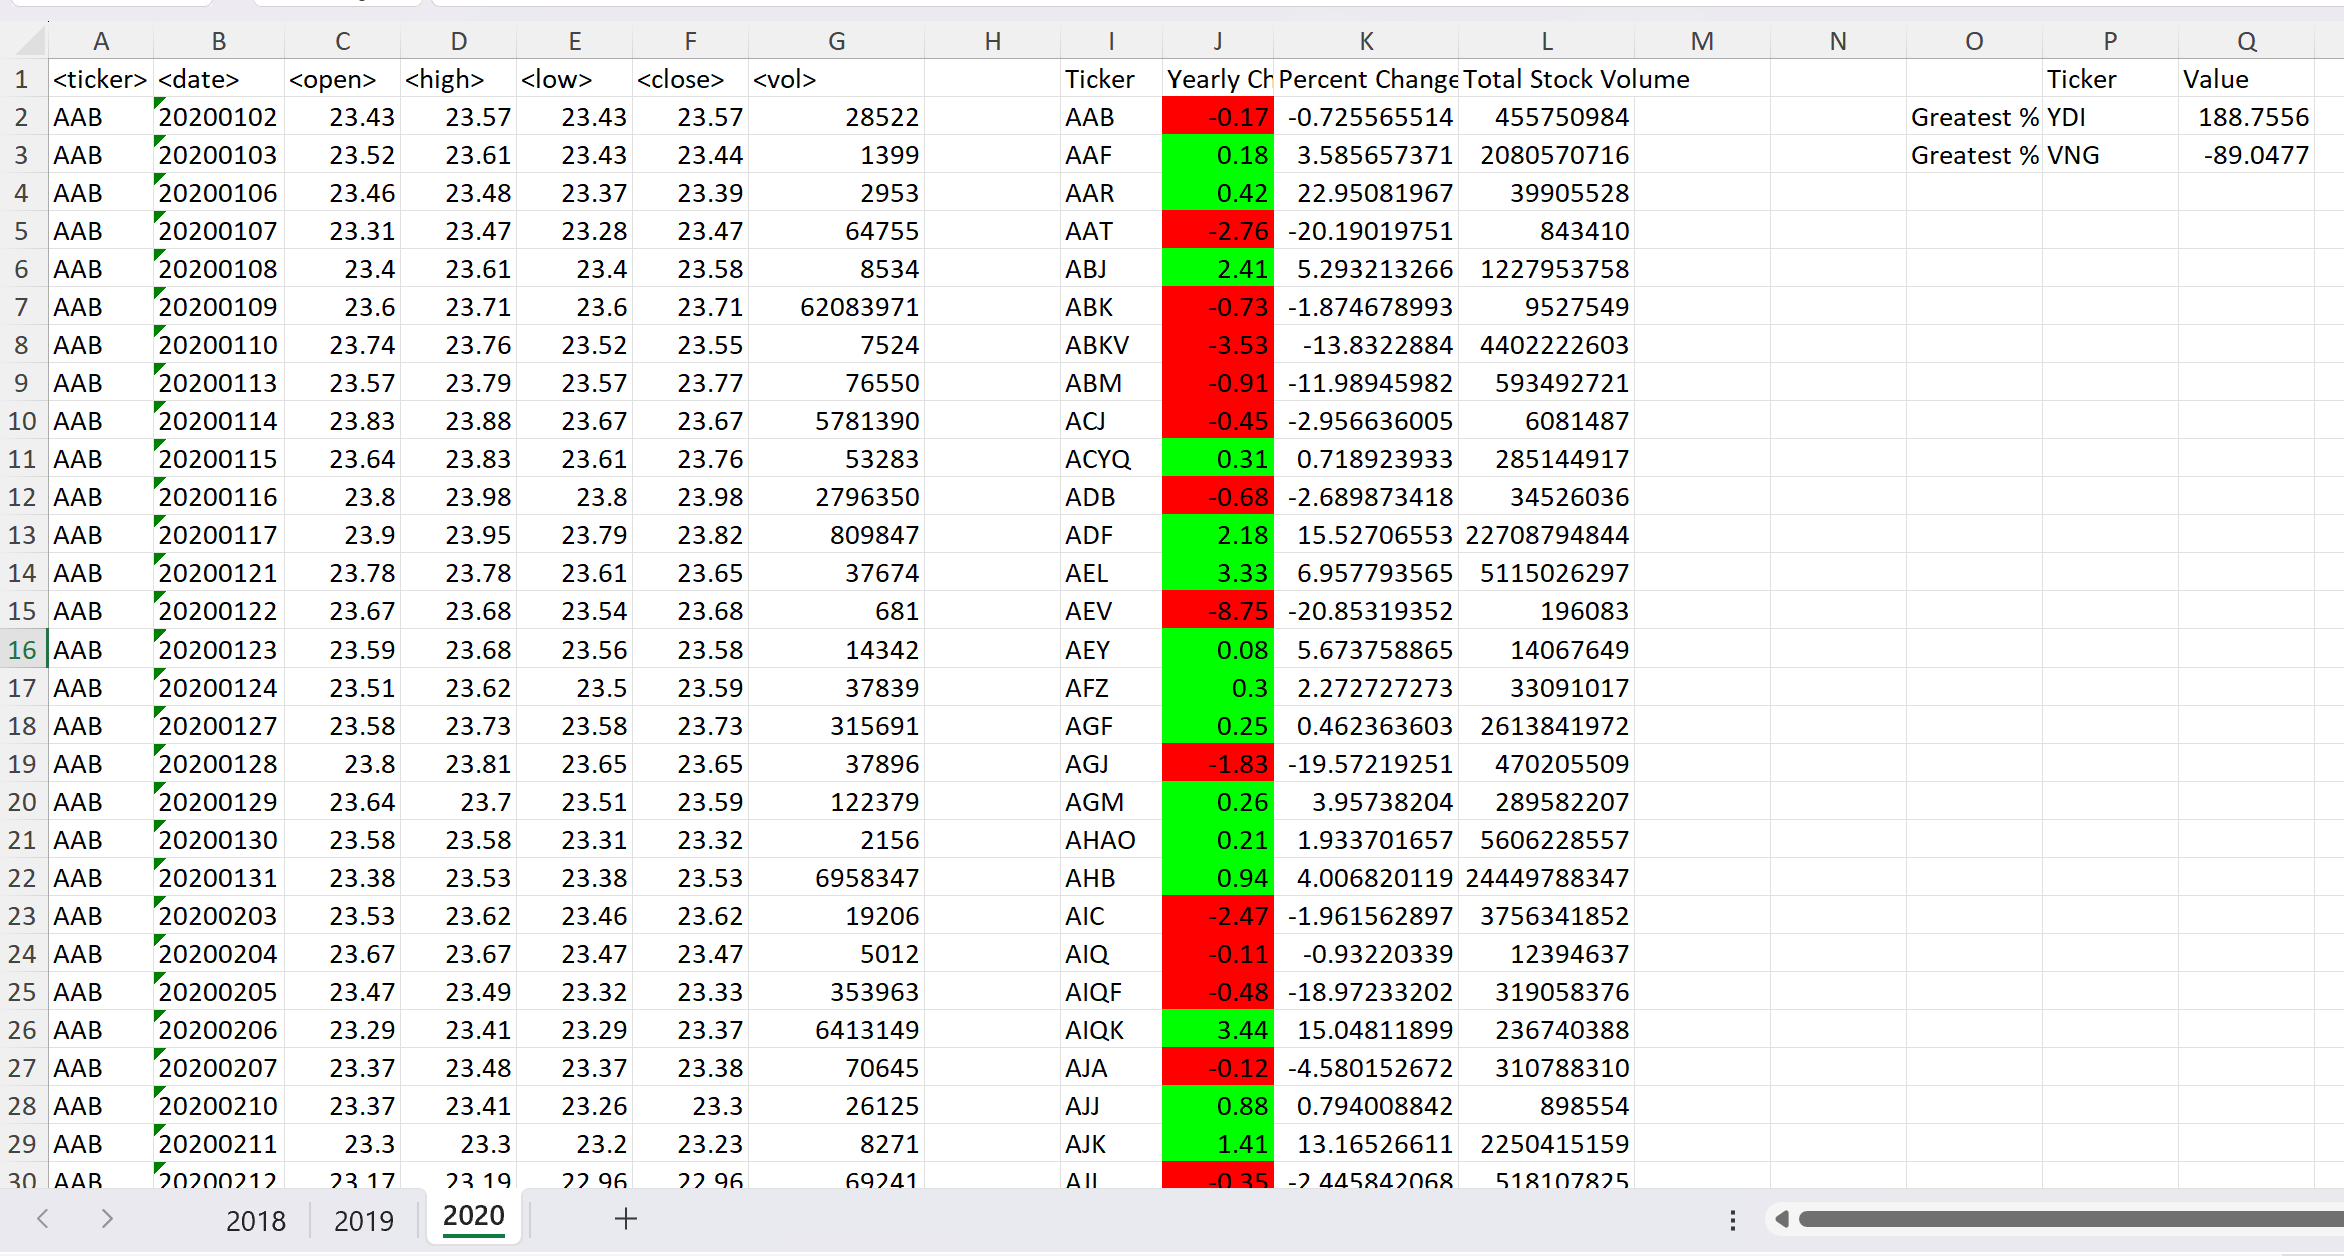 A B C D E F G H I J K L M N O P Q
1 <ticker> <date> <open> <high> <low> <close> <vol> Ticker Yearly Ch Percent Change Total Stock Volume Ticker Value
2 AAB 20200102 23.43 23.57 23.43 23.57 28522 AAB -0.17 -0.725565514 455750984 Greatest % YDI 188.7556
3 AAB 20200103 23.52 23.61 23.43 23.44 1399 AAF 0.18 3.585657371 2080570716 Greatest % VNG -89.0477
4 AAB 20200106 23.46 23.48 23.37 23.39 2953 AAR 0.42 22.95081967 39905528
5 AAB 20200107 23.31 23.47 23.28 23.47 64755 AAT -2.76 -20.19019751 843410
6 AAB 20200108 23.4 23.61 23.4 23.58 8534 ABJ 2.41 5.293213266 1227953758
7 AAB 20200109 23.6 23.71 23.6 23.71 62083971 ABK -0.73 -1.874678993 9527549
8 AAB 20200110 23.74 23.76 23.52 23.55 7524 ABKV -3.53 -13.8322884 4402222603
9 AAB 20200113 23.57 23.79 23.57 23.77 76550 ABM -0.91 -11.98945982 593492721
10 AAB 20200114 23.83 23.88 23.67 23.67 5781390 ACJ -0.45 -2.956636005 6081487
11 AAB 20200115 23.64 23.83 23.61 23.76 53283 ACYQ 0.31 0.718923933 285144917
12 AAB 20200116 23.8 23.98 23.8 23.98 2796350 ADB -0.68 -2.689873418 34526036
13 AAB 20200117 23.9 23.95 23.79 23.82 809847 ADF 2.18 15.52706553 22708794844
14 AAB 20200121 23.78 23.78 23.61 23.65 37674 AEL 3.33 6.957793565 5115026297
15 AAB 20200122 23.67 23.68 23.54 23.68 681 AEV -8.75 -20.85319352 196083
16 AAB 20200123 23.59 23.68 23.56 23.58 14342 AEY 0.08 5.673758865 14067649
17 AAB 20200124 23.51 23.62 23.5 23.59 37839 AFZ 0.3 2.272727273 33091017
18 AAB 20200127 23.58 23.73 23.58 23.73 315691 AGF 0.25 0.462363603 2613841972
19 AAB 20200128 23.8 23.81 23.65 23.65 37896 AGJ -1.83 -19.57219251 470205509
20 AAB 20200129 23.64 23.7 23.51 23.59 122379 AGM 0.26 3.95738204 289582207
21 AAB 20200130 23.58 23.58 23.31 23.32 2156 AHAO 0.21 1.933701657 5606228557
22 AAB 20200131 23.38 23.53 23.38 23.53 6958347 AHB 0.94 4.006820119 24449788347
23 AAB 20200203 23.53 23.62 23.46 23.62 19206 AIC -2.47 -1.961562897 3756341852
24 AAB 20200204 23.67 23.67 23.47 23.47 5012 AIQ -0.11 -0.93220339 12394637
25 AAB 20200205 23.47 23.49 23.32 23.33 353963 AIQF -0.48 -18.97233202 319058376
26 AAB 20200206 23.29 23.41 23.29 23.37 6413149 AIQK 3.44 15.04811899 236740388
27 AAB 20200207 23.37 23.48 23.37 23.38 70645 AJA -0.12 -4.580152672 310788310
28 AAB 20200210 23.37 23.41 23.26 23.3 26125 AJJ 0.88 0.794008842 898554
29 AAB 20200211 23.3 23.3 23.2 23.23 8271 AJK 1.41 13.16526611 2250415159
30 AAB 20200212 23.17 23.19 22.96 22.96 69241 -0.35 -2.445842068 518107825
2018 2019 2020